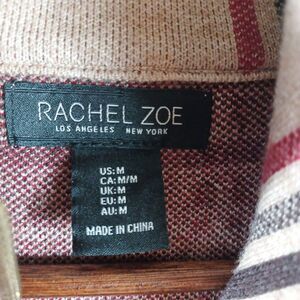 RACHEL ZOE
LOS ANGELES NEW YORK
US:M
CA:M/M
UK:M
EU:M
AU:M
MADE IN CHINA